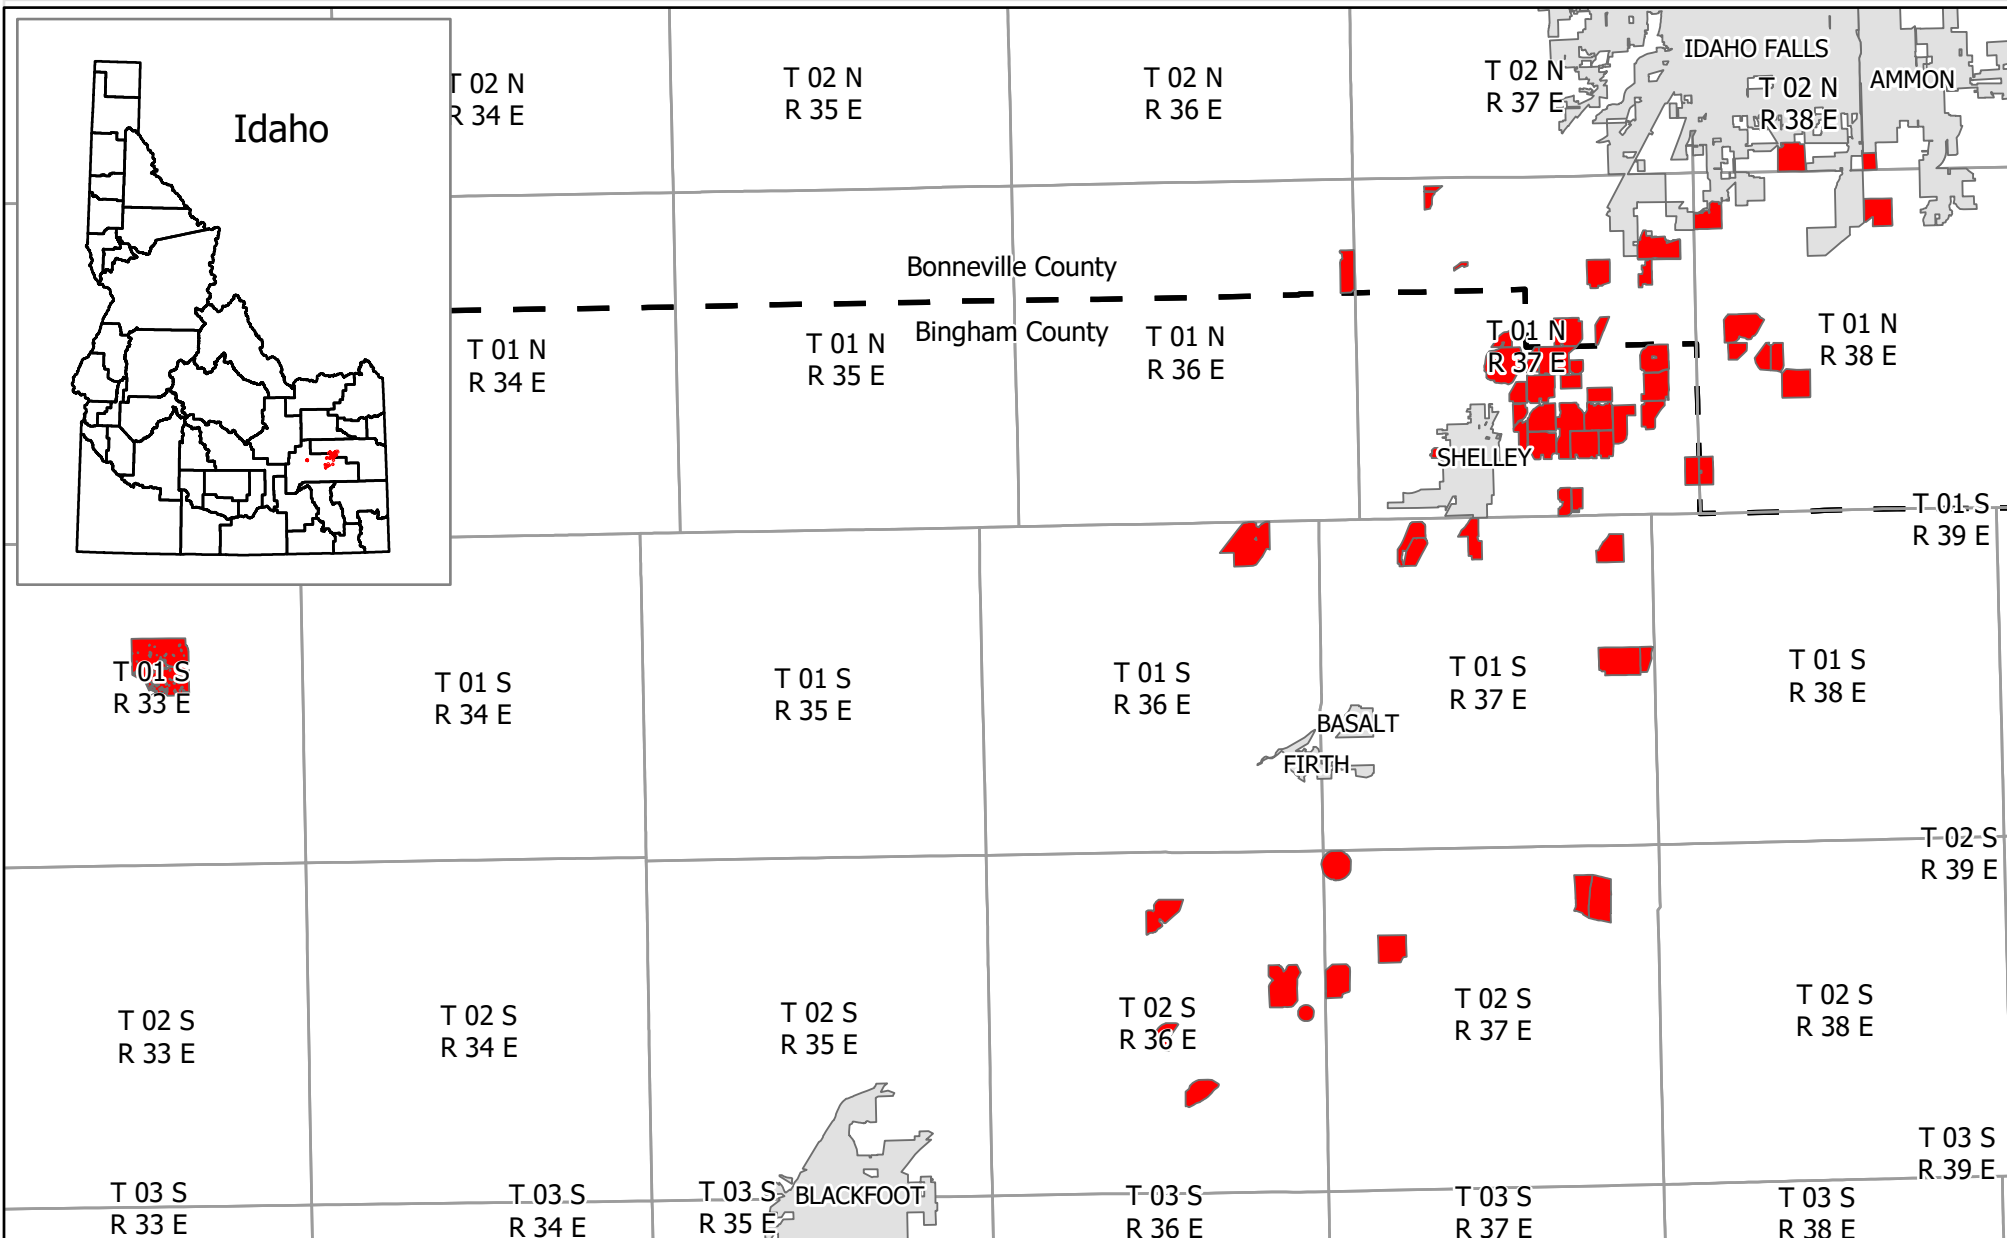 Idaho
T 02 N
R 34 E
T 02 N
R 35 E
T 02 N
R 36 E
T 02 N
R 37 E
IDAHO FALLS
T 02 N
R 38 E
AMMON
Bonneville County
Bingham County
T 01 N
R 34 E
T 01 N
R 35 E
T 01 N
R 36 E
T 01 N
R 37 E
T 01 N
R 38 E
SHELLEY
T 01 S
R 39 E
T 01 S
R 33 E
T 01 S
R 34 E
T 01 S
R 35 E
T 01 S
R 36 E
T 01 S
R 37 E
T 01 S
R 38 E
BASALT
FIRTH
T 02 S
R 39 E
T 02 S
R 33 E
T 02 S
R 34 E
T 02 S
R 35 E
T 02 S
R 36 E
T 02 S
R 37 E
T 02 S
R 38 E
T 03 S
R 39 E
T 03 S
R 33 E
T 03 S
R 34 E
T 03 S
R 35 E
BLACKFOOT
T 03 S
R 36 E
T 03 S
R 37 E
T 03 S
R 38 E